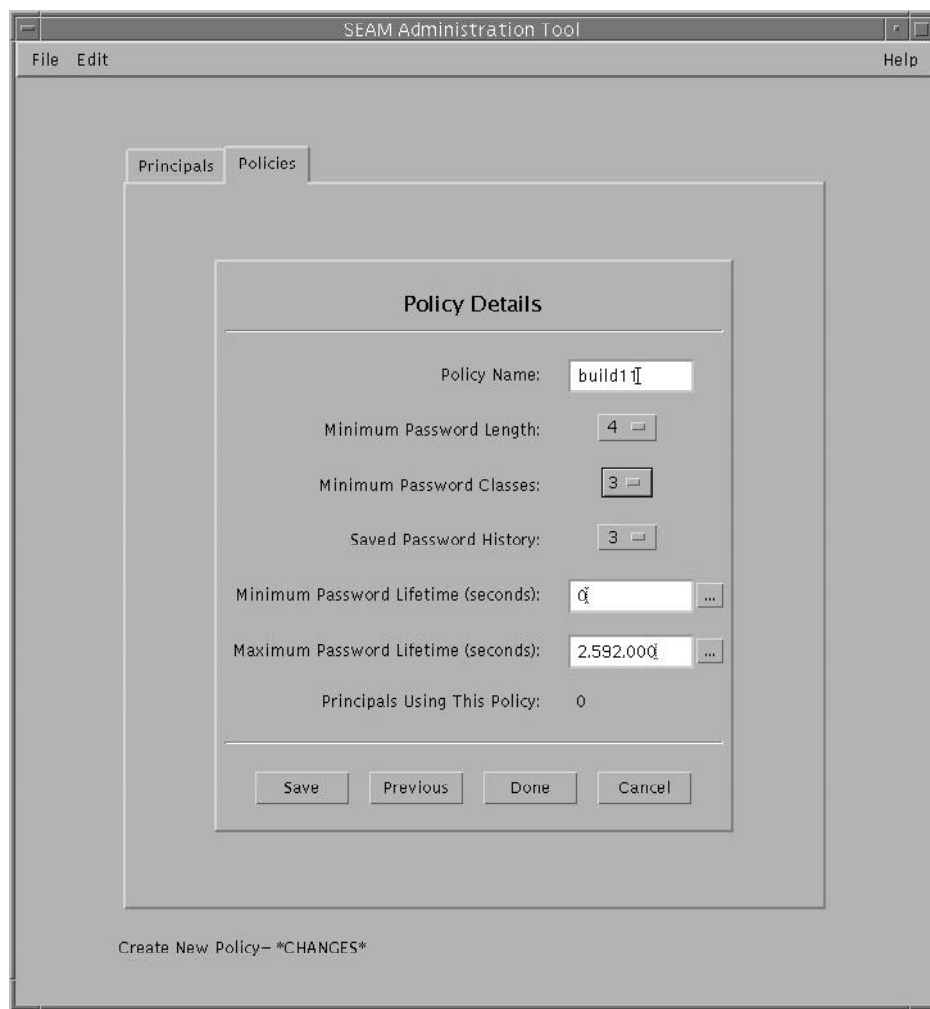 SEAM Administration Tool
File Edit Help
Principals Policies
Policy Details
Policy Name: build11
Minimum Password Length: 4
Minimum Password Classes: 3
Saved Password History: 3
Minimum Password Lifetime (seconds): 0 ...
Maximum Password Lifetime (seconds): 2.592.000 ...
Principals Using This Policy: 0
Save Previous Done Cancel
Create New Policy– *CHANGES*